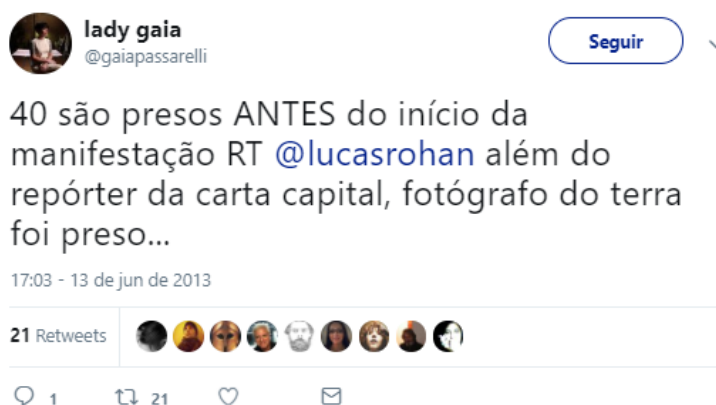 lady gaia
@gaiapassarelli
Seguir
40 são presos ANTES do início da
manifestação RT @lucasrohan além do
repórter da carta capital, fotógrafo do terra
foi preso...
17:03 - 13 de jun de 2013
21 Retweets
1 21